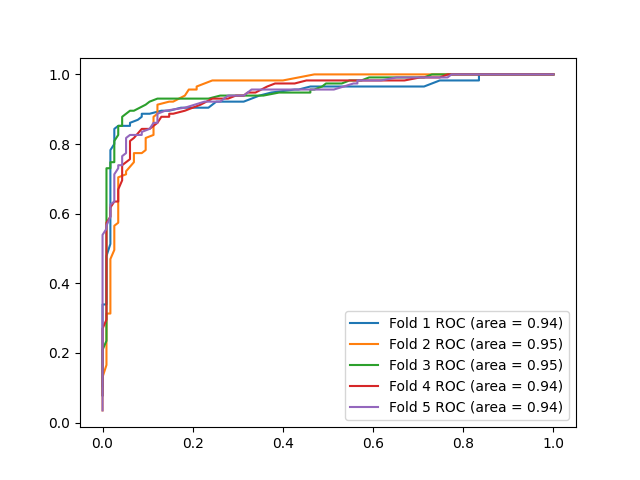 1.0
0.8
0.6
0.4
0.2
0.0
0.0 0.2 0.4 0.6 0.8 1.0
Fold 1 ROC (area = 0.94)
Fold 2 ROC (area = 0.95)
Fold 3 ROC (area = 0.95)
Fold 4 ROC (area = 0.94)
Fold 5 ROC (area = 0.94)